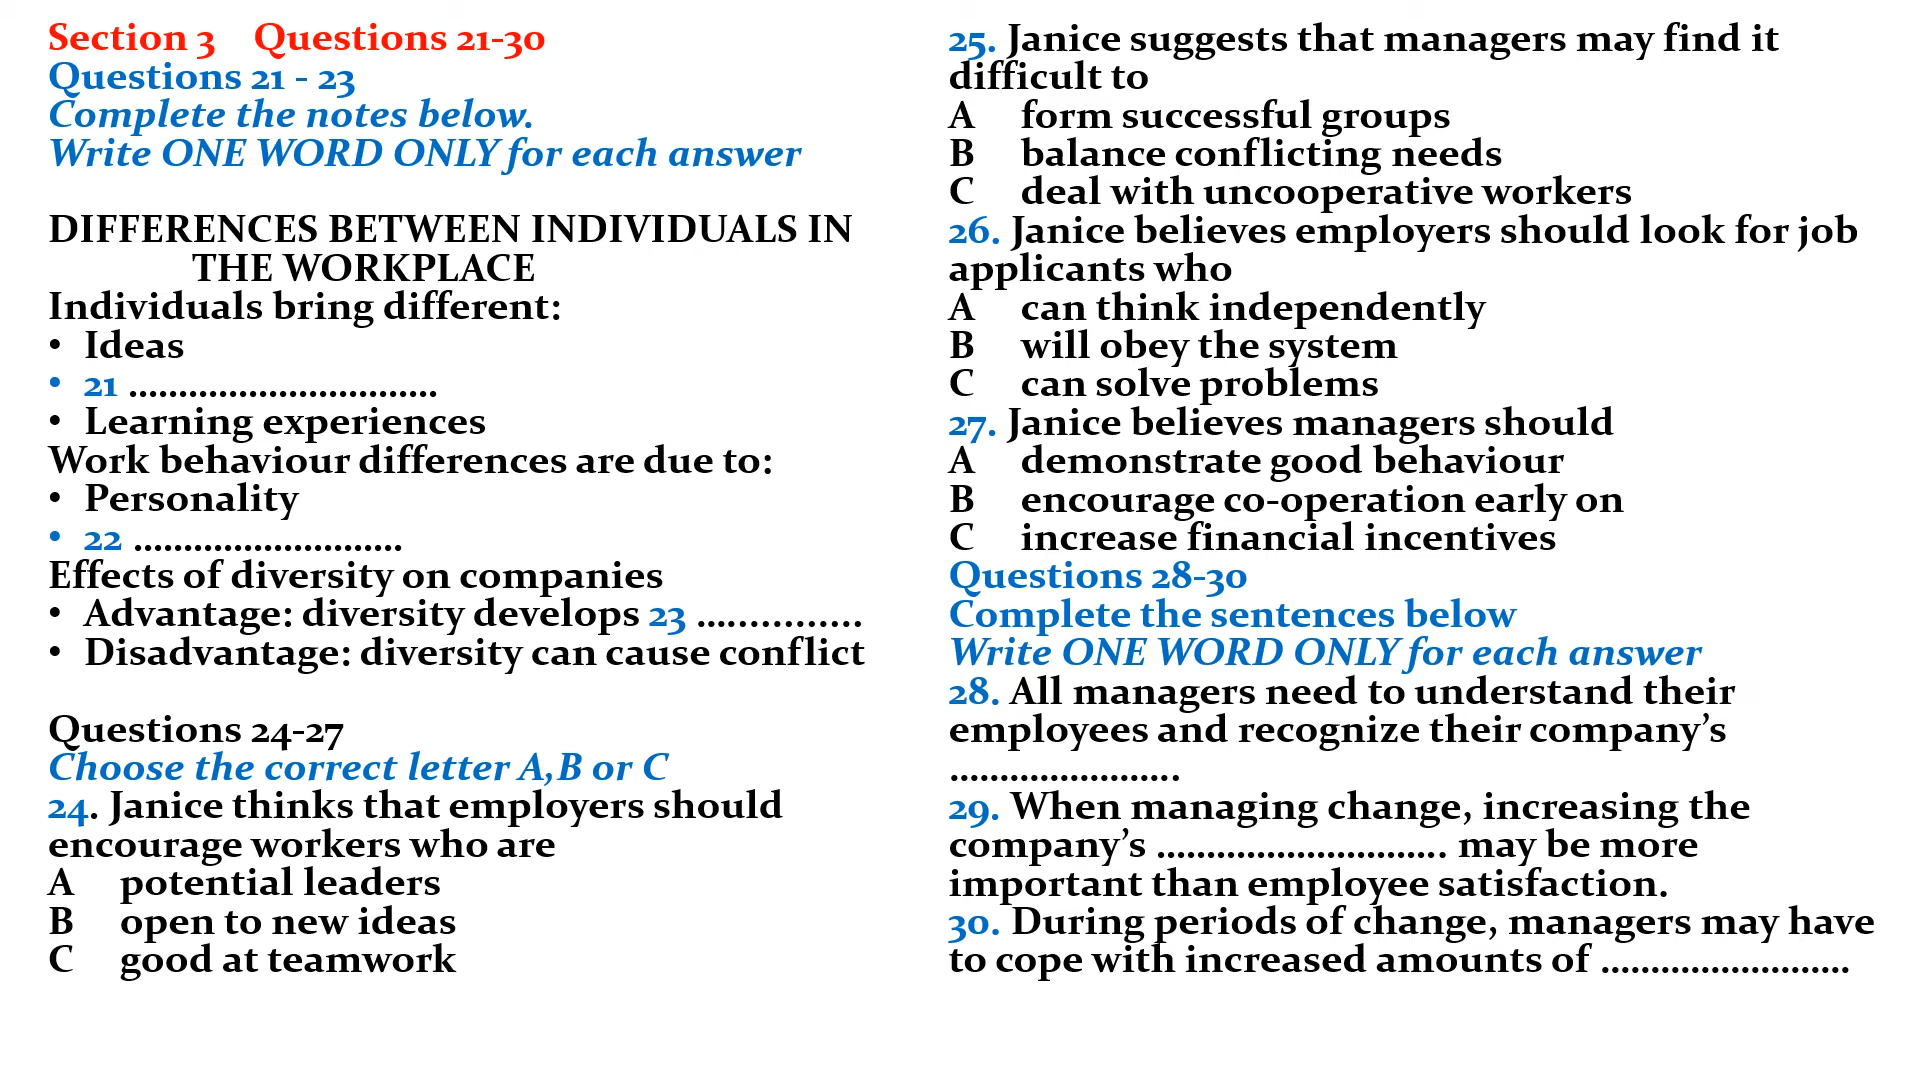 Section 3 Questions 21-30
Questions 21 - 23
Complete the notes below.
Write ONE WORD ONLY for each answer
DIFFERENCES BETWEEN INDIVIDUALS IN
THE WORKPLACE
Individuals bring different:
• Ideas
• 21 ...............................
• Learning experiences
Work behaviour differences are due to:
• Personality
• 22 ...........................
Effects of diversity on companies
• Advantage: diversity develops 23 ................
• Disadvantage: diversity can cause conflict
Questions 24-27
Choose the correct letter A,B or C
24. Janice thinks that employers should
encourage workers who are
A potential leaders
B open to new ideas
C good at teamwork
25. Janice suggests that managers may find it
difficult to
A form successful groups
B balance conflicting needs
C deal with uncooperative workers
26. Janice believes employers should look for job
applicants who
A can think independently
B will obey the system
C can solve problems
27. Janice believes managers should
A demonstrate good behaviour
B encourage co-operation early on
C increase financial incentives
Questions 28-30
Complete the sentences below
Write ONE WORD ONLY for each answer
28. All managers need to understand their
employees and recognize their company’s
.......................
29. When managing change, increasing the
company’s ............................. may be more
important than employee satisfaction.
30. During periods of change, managers may have
to cope with increased amounts of .........................